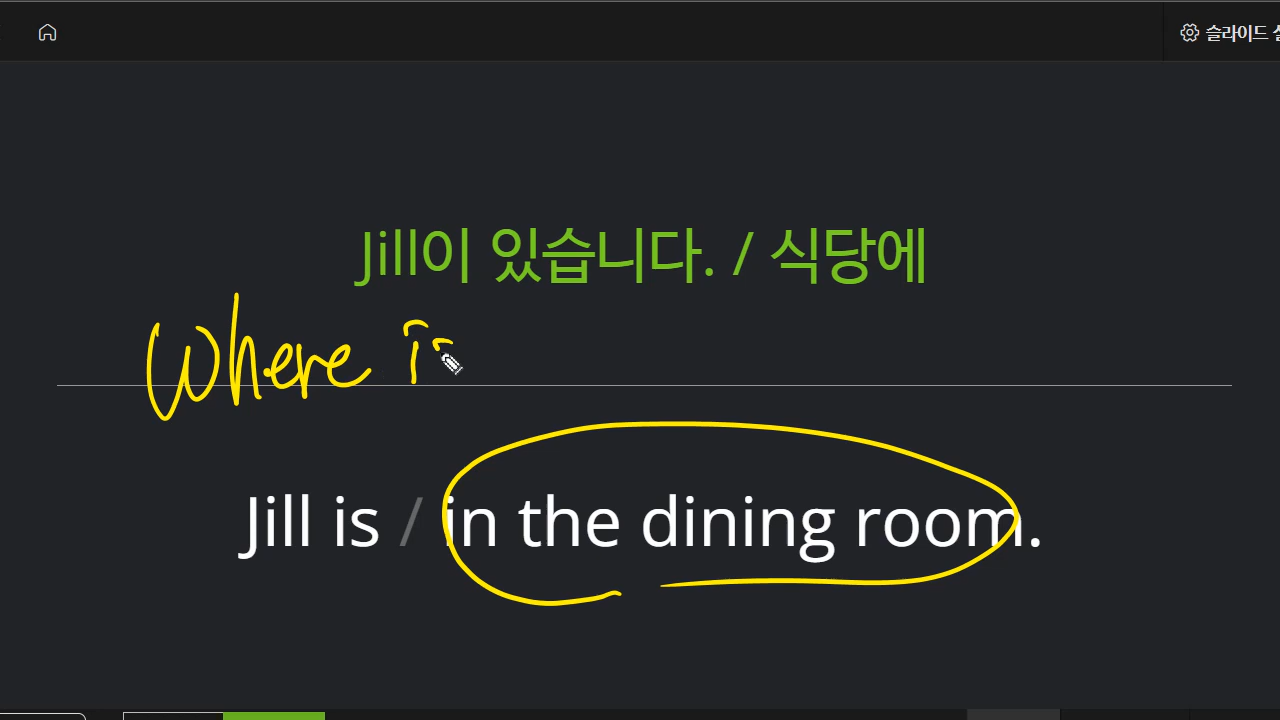 슬라이드
Jill이 있습니다. / 식당에
Where is
Jill is / in the dining room.